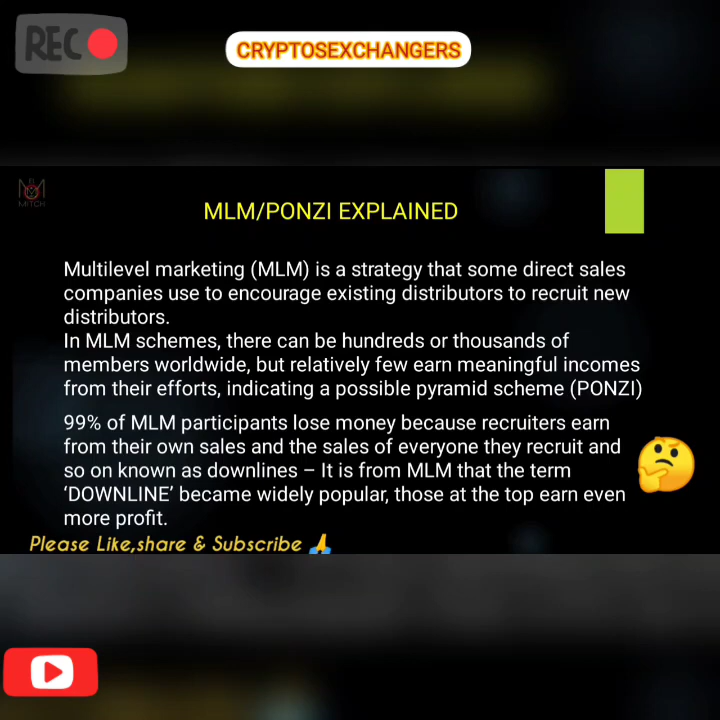 REC
CRYPTOSEXCHANGERS
MITCH
MLM/PONZI EXPLAINED
Multilevel marketing (MLM) is a strategy that some direct sales
companies use to encourage existing distributors to recruit new
distributors.
In MLM schemes, there can be hundreds or thousands of
members worldwide, but relatively few earn meaningful incomes
from their efforts, indicating a possible pyramid scheme (PONZI)
99% of MLM participants lose money because recruiters earn
from their own sales and the sales of everyone they recruit and
so on known as downlines – It is from MLM that the term
‘DOWNLINE’ became widely popular, those at the top earn even
more profit.
Please Like,share & Subscribe